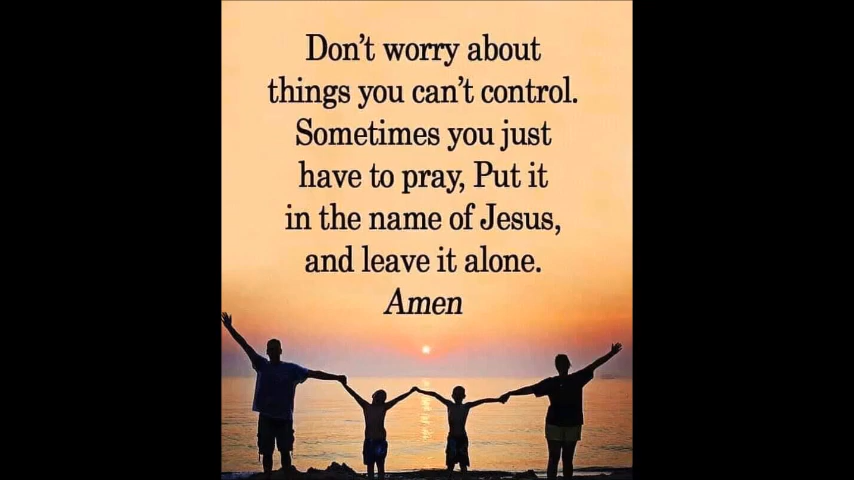 Don't worry about
things you can't control.
Sometimes you just
have to pray, Put it
in the name of Jesus,
and leave it alone.
Amen